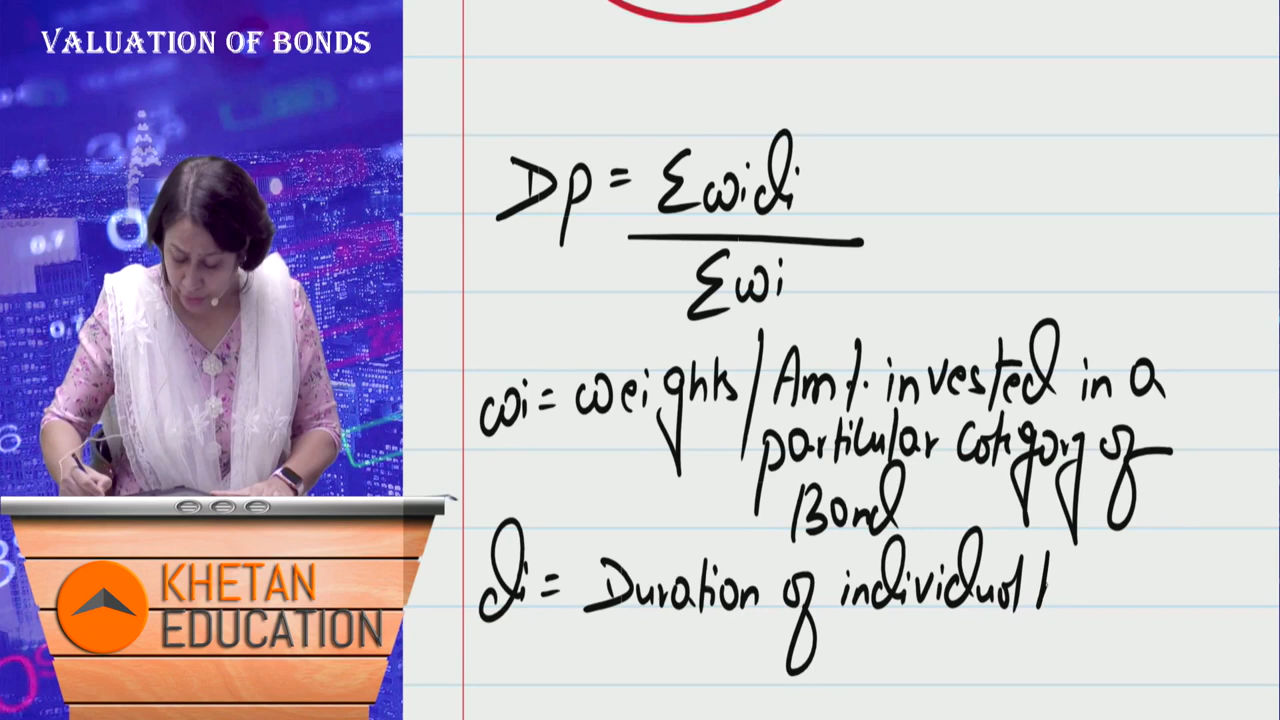 VALUATION OF BONDS
Dp = Σwidi
Σwi
wi = weights / Amt. invested in a
particular category of
Bond
di = Duration of individual
KHETAN
EDUCATION